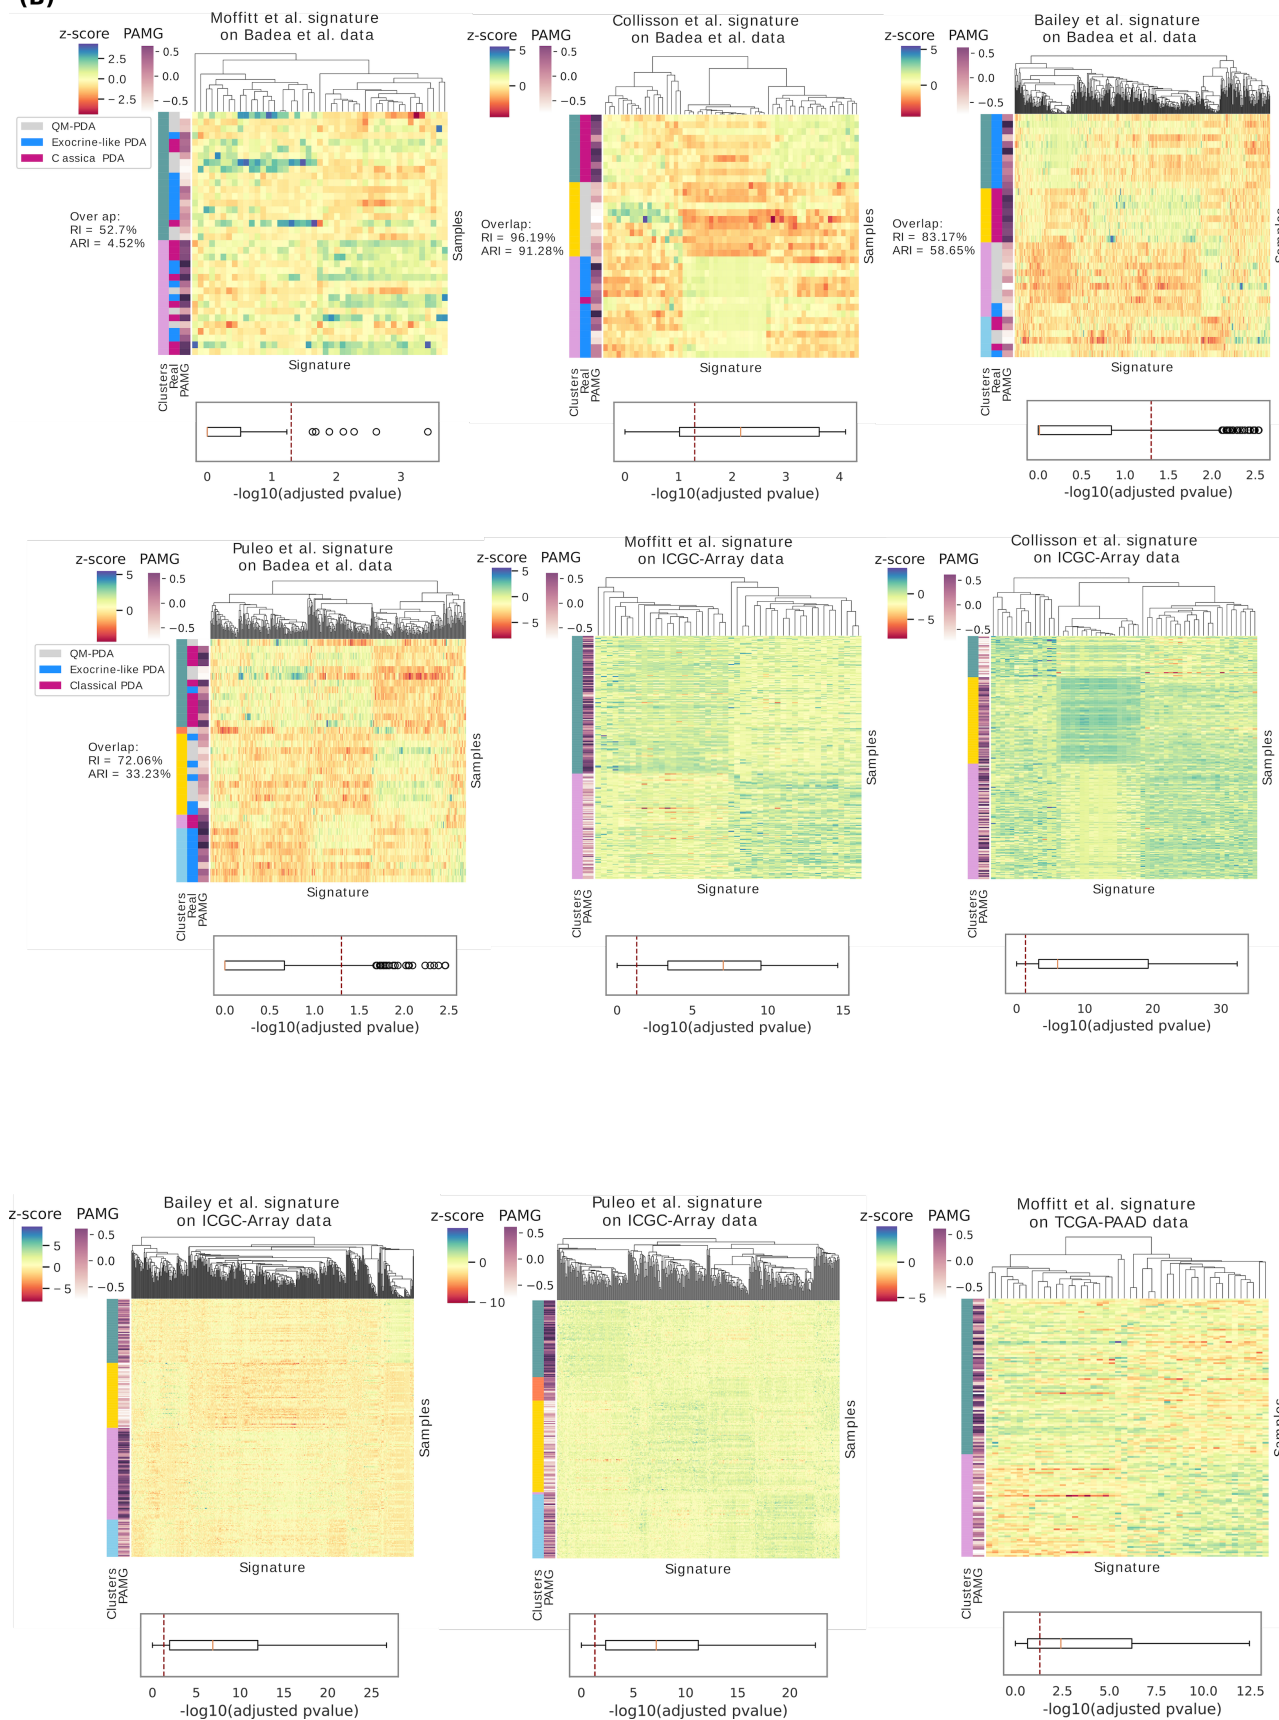 (B)
Moffitt et al. signature
on Badea et al. data
z-score PAMG
2.5
0.0
−2.5
0.5
0.0
−0.5
QM-PDA
Exocrine-like PDA
C assica PDA
Over ap:
RI = 52.7%
ARI = 4.52%
Samples
Signature
Clusters
Real
PAMG
0 1 2 3
-log10(adjusted pvalue)
Collisson et al. signature
on Badea et al. data
z-score PAMG
5
0
0.5
0.0
−0.5
Overlap:
RI = 96.19%
ARI = 91.28%
Samples
Signature
Clusters
Real
PAMG
0 1 2 3 4
-log10(adjusted pvalue)
Bailey et al. signature
on Badea et al. data
z-score PAMG
5
0
0.5
0.0
−0.5
Overlap:
RI = 83.17%
ARI = 58.65%
Samples
Signature
Clusters
Real
PAMG
0.0 0.5 1.0 1.5 2.0 2.5
-log10(adjusted pvalue)
Puleo et al. signature
on Badea et al. data
z-score PAMG
5
0
0.5
0.0
−0.5
QM-PDA
Exocrine-like PDA
Classical PDA
Overlap:
RI = 72.06%
ARI = 33.23%
Samples
Signature
Clusters
Real
PAMG
0.0 0.5 1.0 1.5 2.0 2.5
-log10(adjusted pvalue)
Moffitt et al. signature
on ICGC-Array data
z-score PAMG
5
0
−5
0.5
0.0
−0.5
Samples
Signature
Clusters
PAMG
0 5 10 15
-log10(adjusted pvalue)
Collisson et al. signature
on ICGC-Array data
z-score PAMG
0
−5
0.5
0.0
−0.5
Signature
Clusters
PAMG
0 10 20 30
-log10(adjusted pvalue)
Bailey et al. signature
on ICGC-Array data
z-score PAMG
5
0
−5
0.5
0.0
−0.5
Samples
Signature
Clusters
PAMG
0 5 10 15 20 25
-log10(adjusted pvalue)
Puleo et al. signature
on ICGC-Array data
z-score PAMG
0
−10
0.5
0.0
−0.5
Samples
Signature
Clusters
PAMG
0 5 10 15 20
-log10(adjusted pvalue)
Moffitt et al. signature
on TCGA-PAAD data
z-score PAMG
0
−5
0.5
0.0
−0.5
Samples
Signature
Clusters
PAMG
0.0 2.5 5.0 7.5 10.0 12.5
-log10(adjusted pvalue)